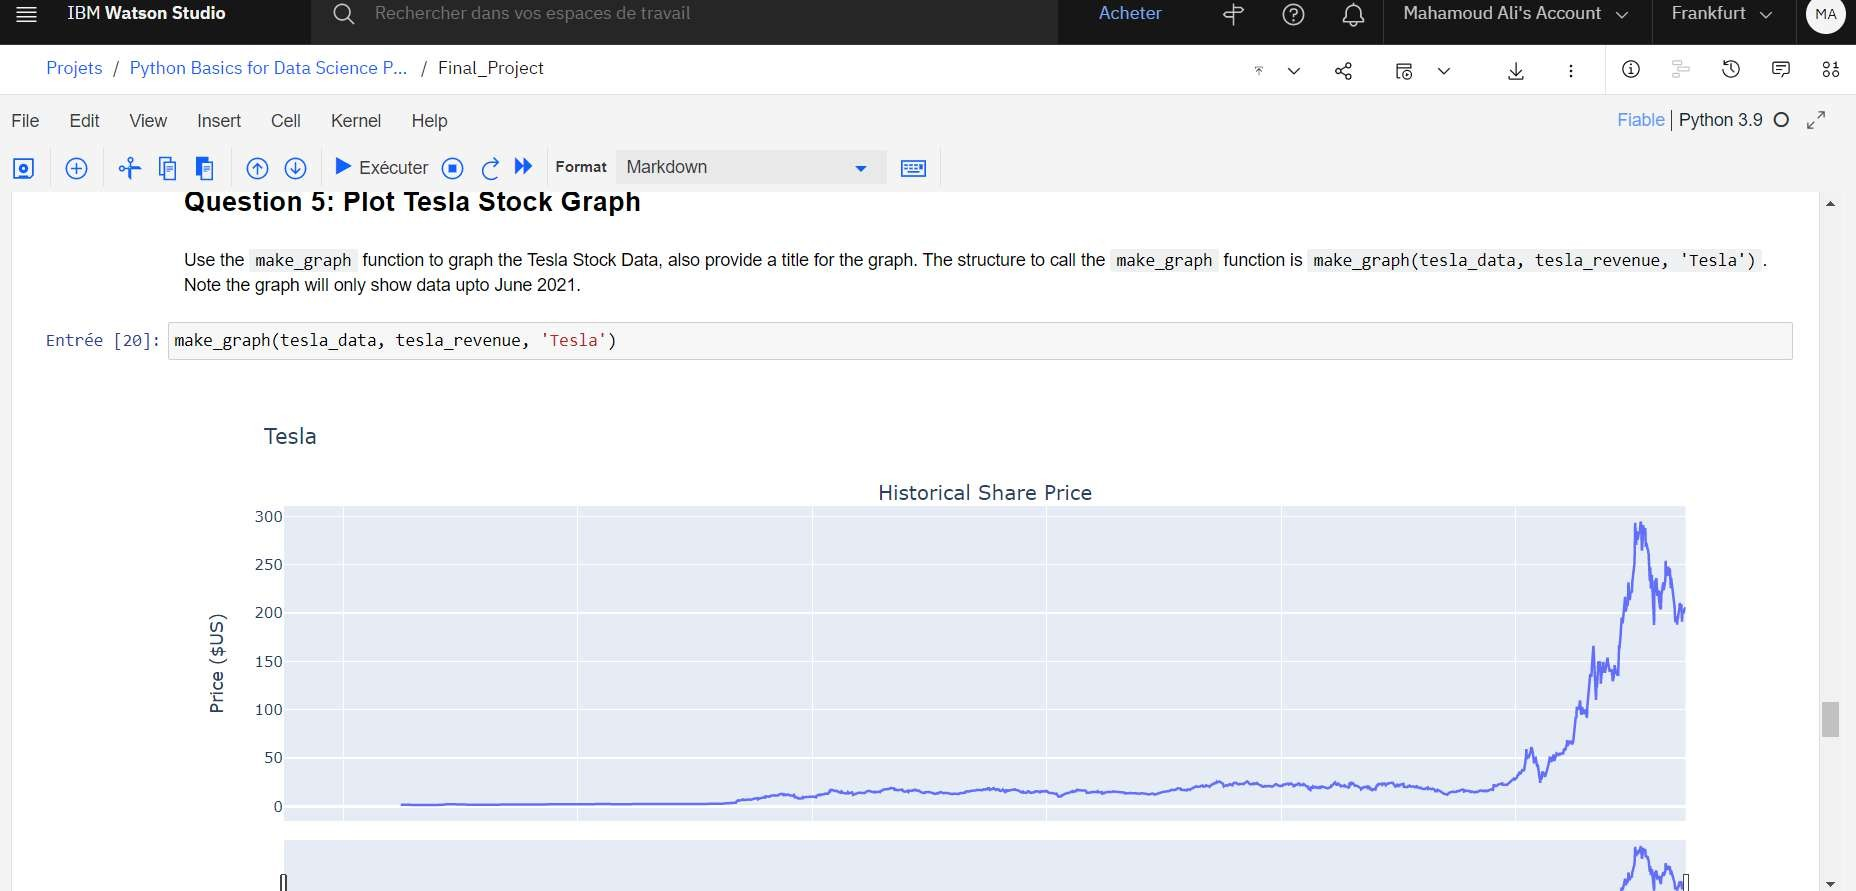 IBM Watson Studio
Rechercher dans vos espaces de travail
Acheter
Mahamoud Ali's Account
Frankfurt
MA
Projets / Python Basics for Data Science P... / Final_Project
File Edit View Insert Cell Kernel Help
Fiable | Python 3.9
Exécuter
Format Markdown
Question 5: Plot Tesla Stock Graph
Use the make_graph function to graph the Tesla Stock Data, also provide a title for the graph. The structure to call the make_graph function is make_graph(tesla_data, tesla_revenue, 'Tesla') .
Note the graph will only show data upto June 2021.
Entrée [20]: make_graph(tesla_data, tesla_revenue, 'Tesla')
Tesla
Historical Share Price
Price ($US)
300
250
200
150
100
50
0